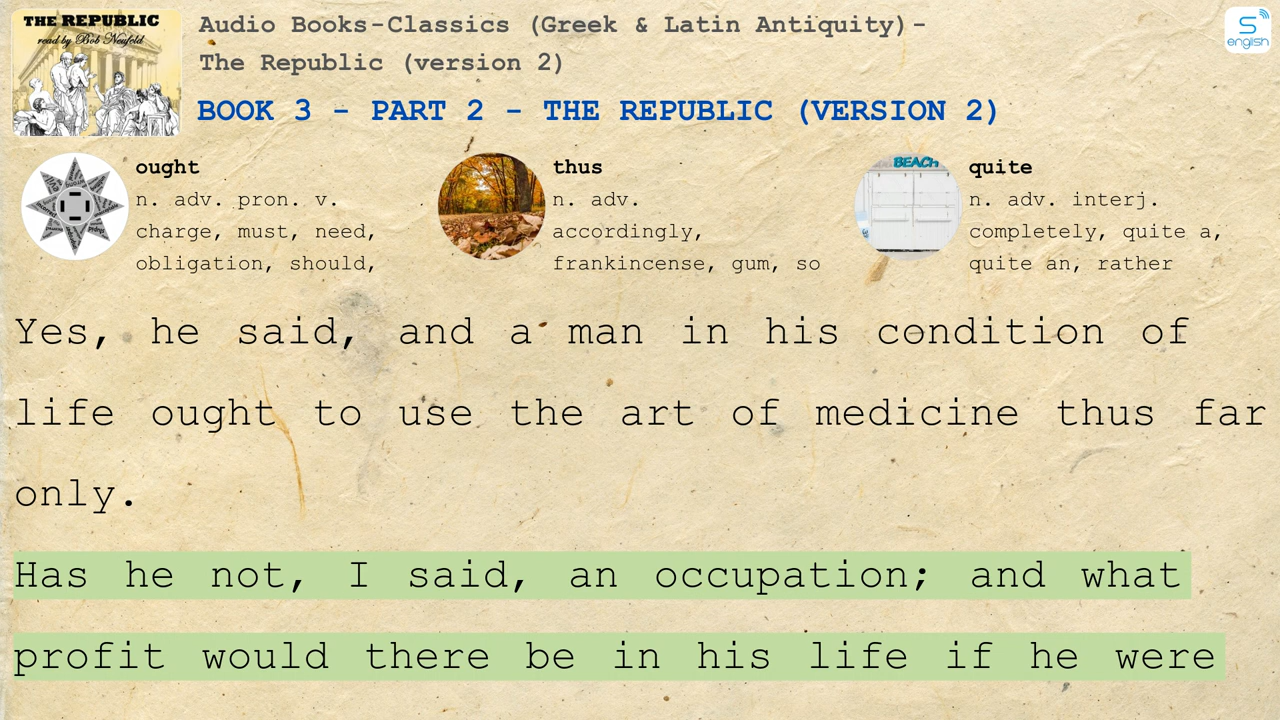 THE REPUBLIC
read by Bob Neufeld
Audio Books-Classics (Greek & Latin Antiquity)-
The Republic (version 2)
S
english
BOOK 3 - PART 2 - THE REPUBLIC (VERSION 2)
ought
n. adv. pron. v.
charge, must, need,
obligation, should,
thus
n. adv.
accordingly,
frankincense, gum, so
BEACH
quite
n. adv. interj.
completely, quite a,
quite an, rather
Yes, he said, and a man in his condition of
life ought to use the art of medicine thus far
only.
Has he not, I said, an occupation; and what
profit would there be in his life if he were